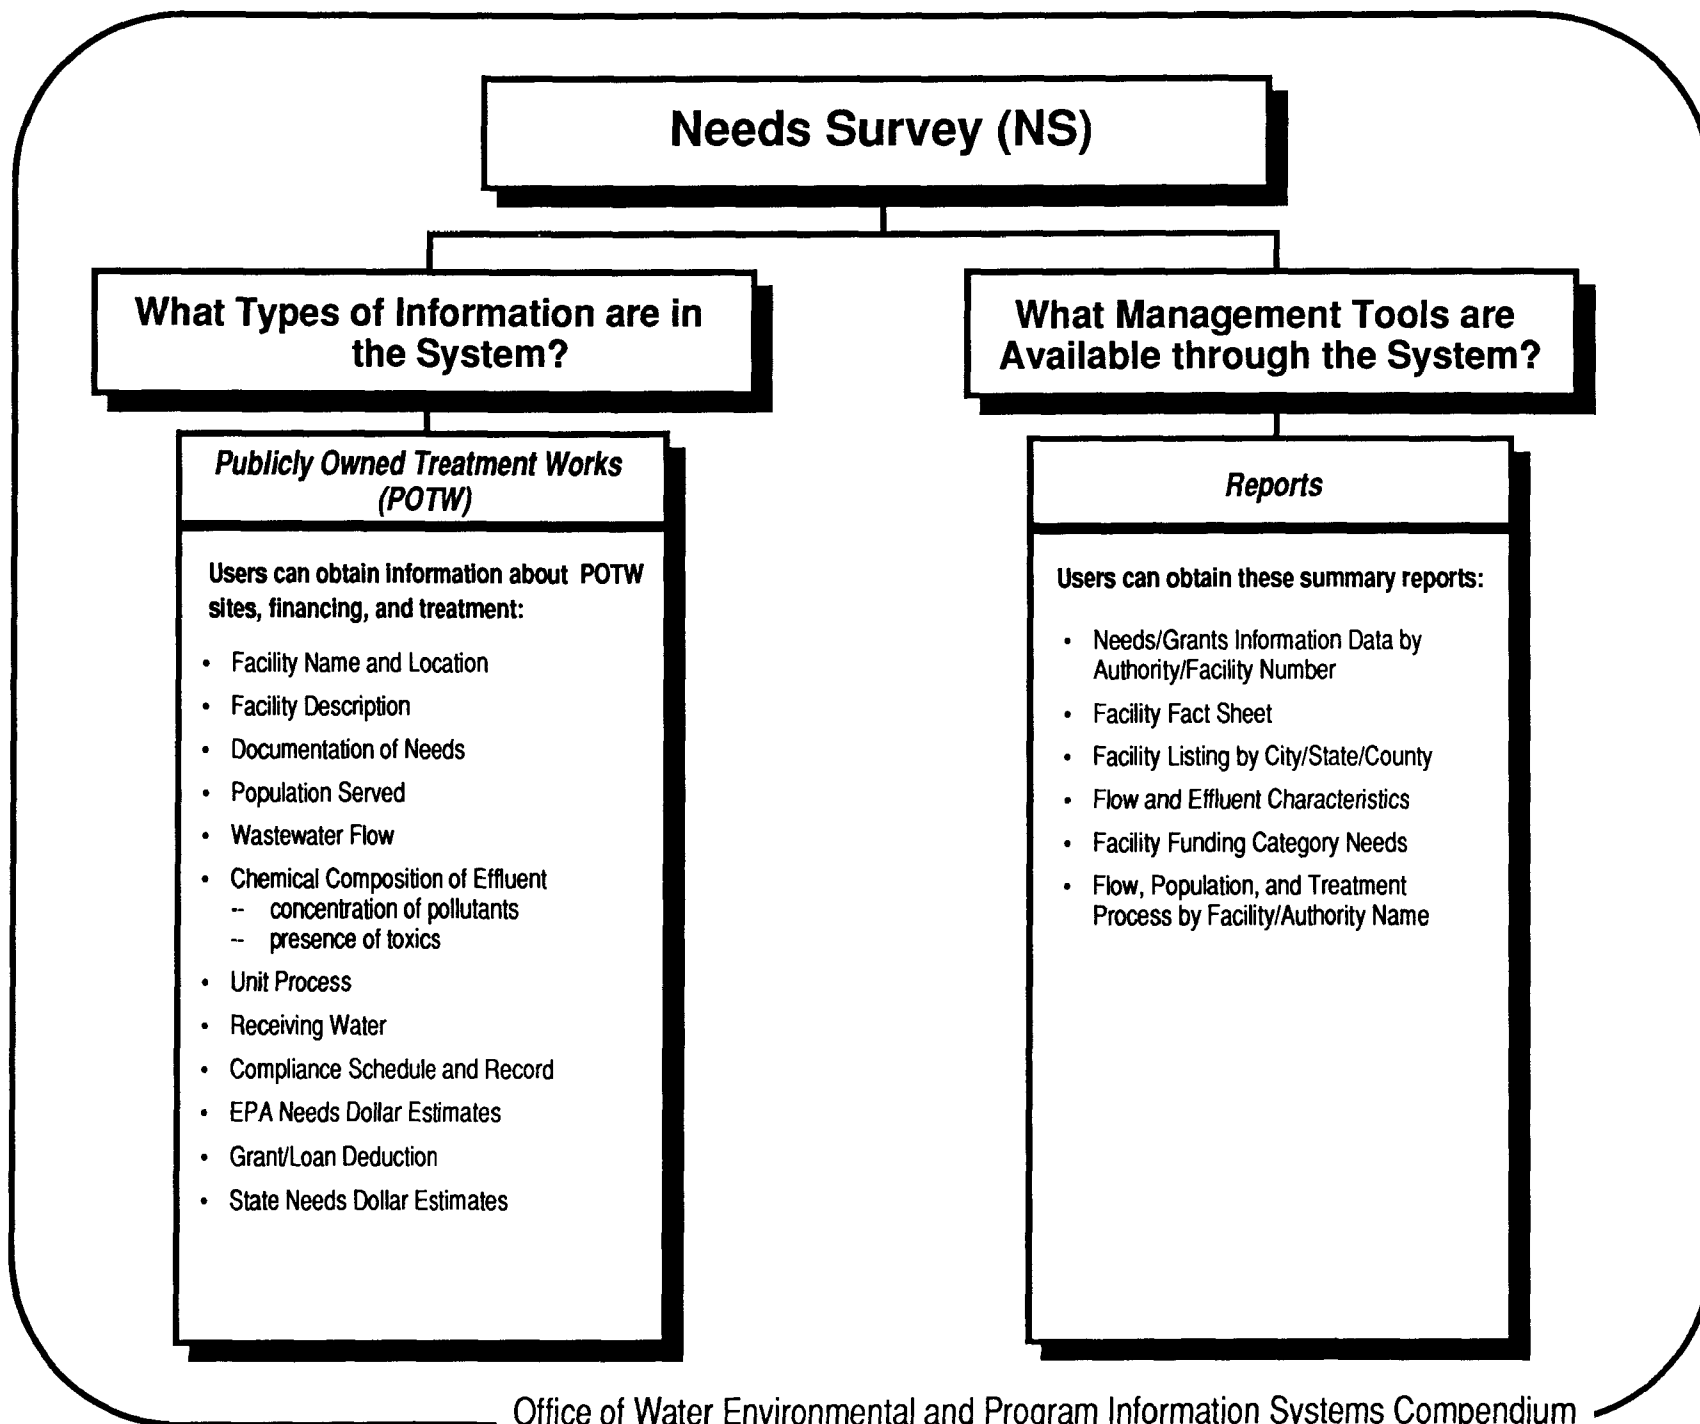 Needs Survey (NS)
What Types of Information are in
the System?
Publicly Owned Treatment Works
(POTW)
Users can obtain information about POTW
sites, financing, and treatment:
• Facility Name and Location
• Facility Description
• Documentation of Needs
• Population Served
• Wastewater Flow
• Chemical Composition of Effluent
-- concentration of pollutants
-- presence of toxics
• Unit Process
• Receiving Water
• Compliance Schedule and Record
• EPA Needs Dollar Estimates
• Grant/Loan Deduction
• State Needs Dollar Estimates
What Management Tools are
Available through the System?
Reports
Users can obtain these summary reports:
• Needs/Grants Information Data by
Authority/Facility Number
• Facility Fact Sheet
• Facility Listing by City/State/County
• Flow and Effluent Characteristics
• Facility Funding Category Needs
• Flow, Population, and Treatment
Process by Facility/Authority Name
Office of Water Environmental and Program Information Systems Compendium